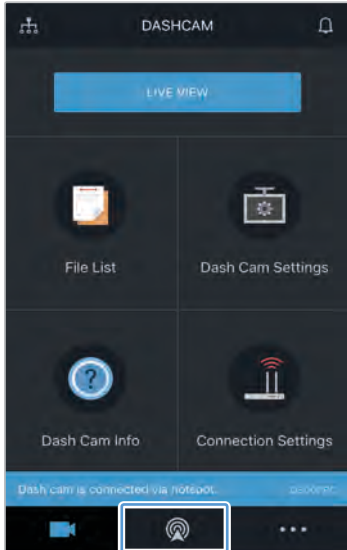 DASHCAM
LIVE VIEW
File List
Dash Cam Settings
?
Dash Cam Info
Connection Settings
Dash cam is connected via hotspot.